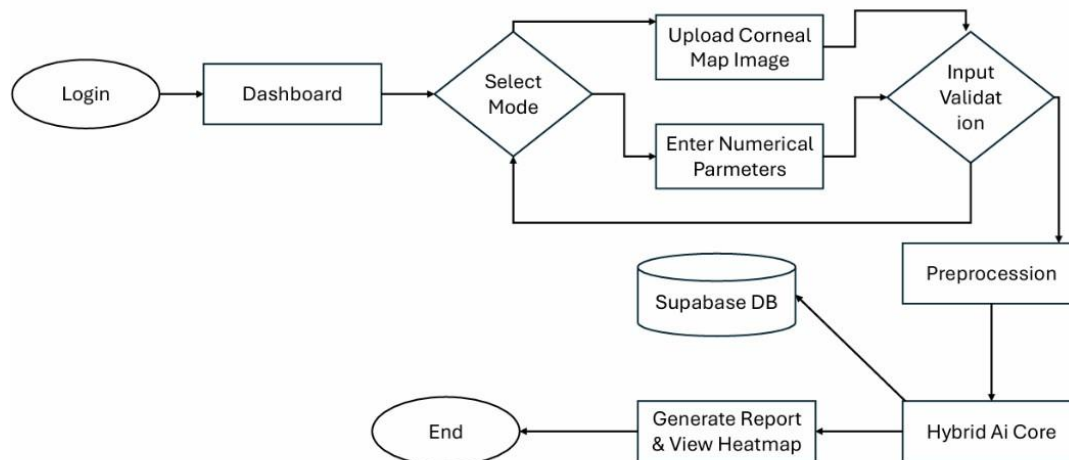 Login
Dashboard
Select
Mode
Upload Corneal
Map Image
Enter Numerical
Parmeters
Input
Validat
ion
Preprocession
Supabase DB
Hybrid Ai Core
Generate Report
& View Heatmap
End